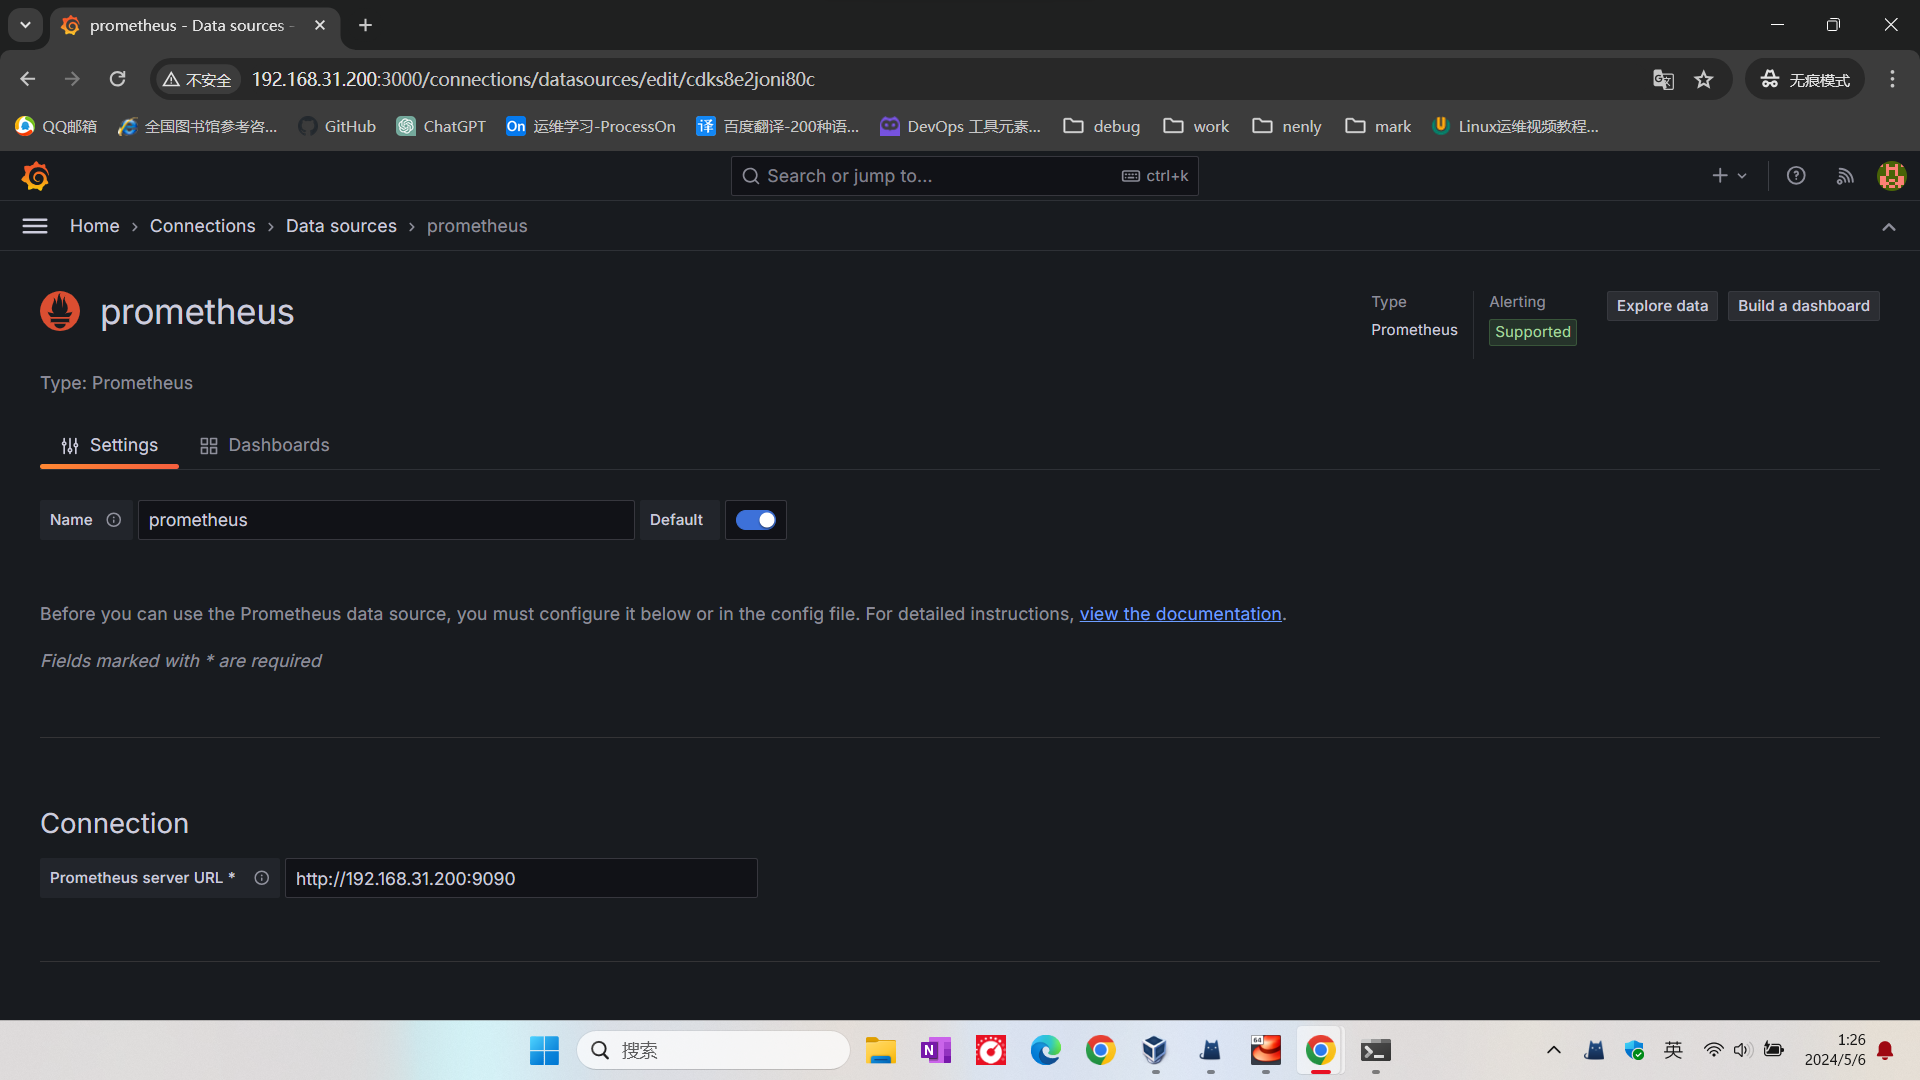 prometheus - Data sources -
不安全
192.168.31.200:3000/connections/datasources/edit/cdks8e2joni80c
无痕模式
QQ邮箱
全国图书馆参考咨...
GitHub
ChatGPT
On
运维学习-ProcessOn
译
百度翻译-200种语...
DevOps 工具元素...
debug
work
nenly
mark
Linux运维视频教程...
Search or jump to...
ctrl+k
Home › Connections › Data sources › prometheus
prometheus
Type
Prometheus
Alerting
Supported
Explore data
Build a dashboard
Type: Prometheus
Settings
Dashboards
Name
prometheus
Default
Before you can use the Prometheus data source, you must configure it below or in the config file. For detailed instructions, view the documentation.
Fields marked with * are required
Connection
Prometheus server URL *
http://192.168.31.200:9090
搜索
N
64
英
1:26
2024/5/6